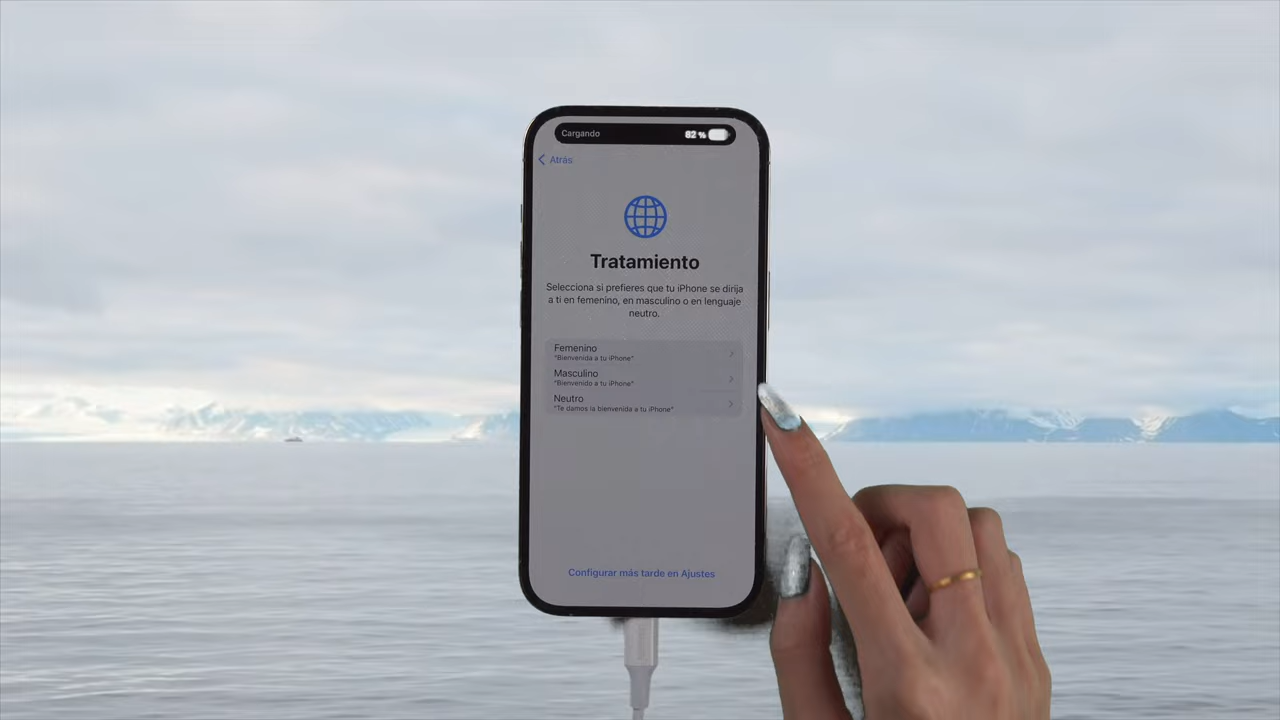 Cargando 82 %
Atrás
Tratamiento
Selecciona si prefieres que tu iPhone se dirija
a ti en femenino, en masculino o en lenguaje
neutro.
Femenino
"Bienvenida a tu iPhone"
Masculino
"Bienvenido a tu iPhone"
Neutro
"Te damos la bienvenida a tu iPhone"
Configurar más tarde en Ajustes